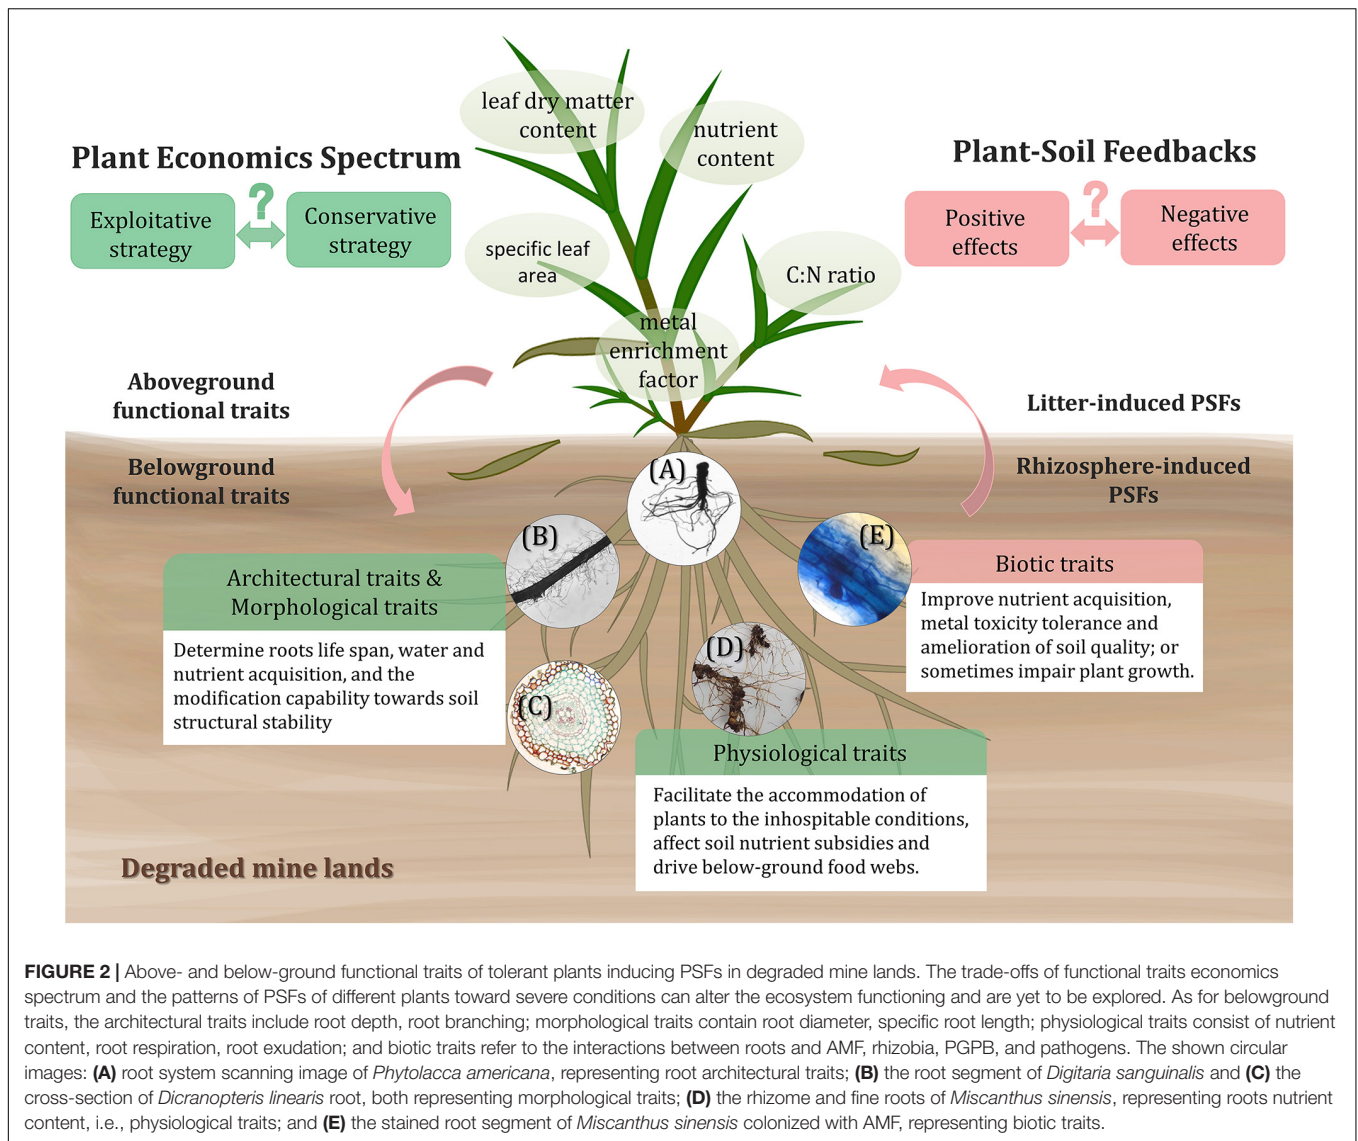 leaf dry matter
content
nutrient
content
Plant Economics Spectrum
?
Exploitative
strategy
Conservative
strategy
Plant-Soil Feedbacks
?
Positive
effects
Negative
effects
specific leaf
area
C:N ratio
metal
enrichment
factor
Aboveground
functional traits
Belowground
functional traits
Litter-induced PSFs
Rhizosphere-induced
PSFs
(A)
(B)
(E)
Architectural traits &
Morphological traits
Determine roots life span, water and
nutrient acquisition, and the
modification capability towards soil
structural stability
Biotic traits
Improve nutrient acquisition,
metal toxicity tolerance and
amelioration of soil quality; or
sometimes impair plant growth.
(C)
(D)
Physiological traits
Facilitate the accommodation of
plants to the inhospitable conditions,
affect soil nutrient subsidies and
drive below-ground food webs.
Degraded mine lands
FIGURE 2 | Above- and below-ground functional traits of tolerant plants inducing PSFs in degraded mine lands. The trade-offs of functional traits economics
spectrum and the patterns of PSFs of different plants toward severe conditions can alter the ecosystem functioning and are yet to be explored. As for belowground
traits, the architectural traits include root depth, root branching; morphological traits contain root diameter, specific root length; physiological traits consist of nutrient
content, root respiration, root exudation; and biotic traits refer to the interactions between roots and AMF, rhizobia, PGPB, and pathogens. The shown circular
images: (A) root system scanning image of Phytolacca americana, representing root architectural traits; (B) the root segment of Digitaria sanguinalis and (C) the
cross-section of Dicranopteris linearis root, both representing morphological traits; (D) the rhizome and fine roots of Miscanthus sinensis, representing roots nutrient
content, i.e., physiological traits; and (E) the stained root segment of Miscanthus sinensis colonized with AMF, representing biotic traits.